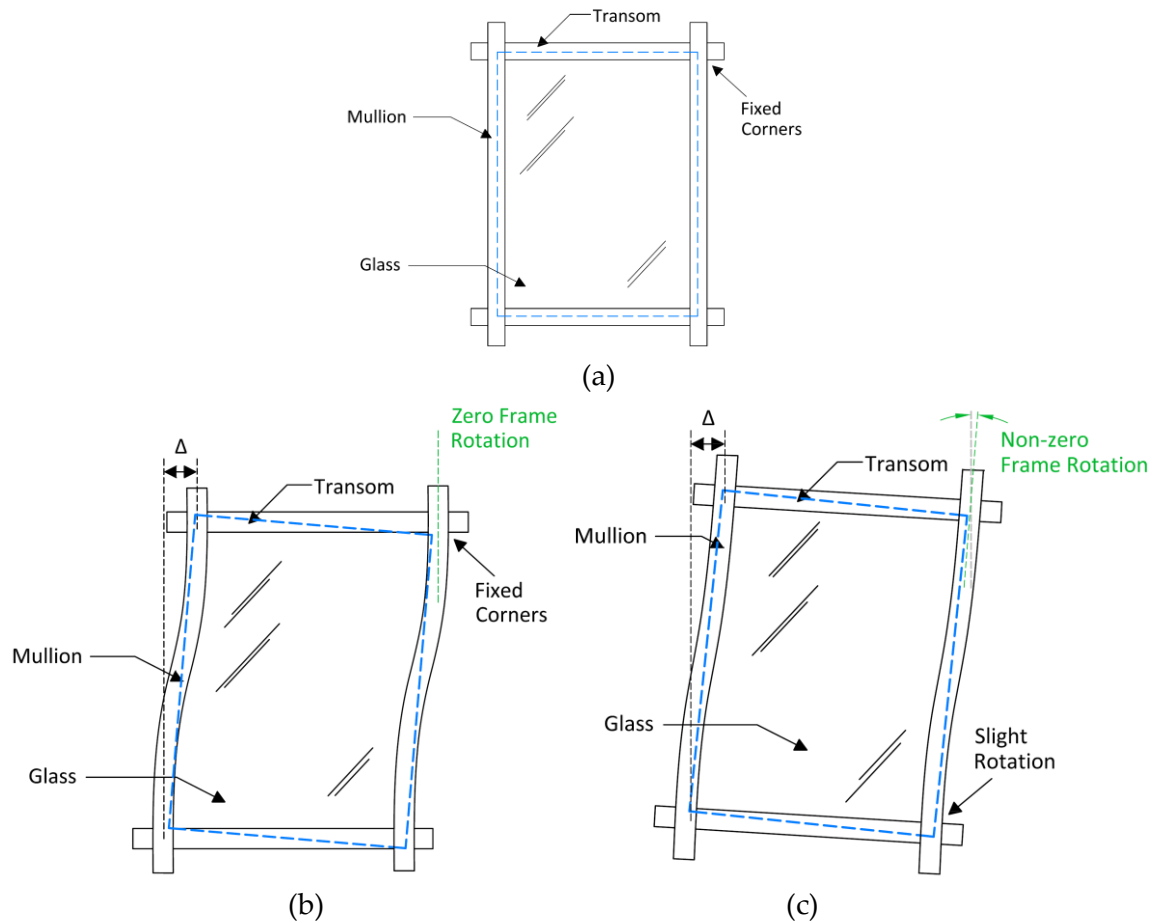 Transom
Mullion
Fixed
Corners
Glass
(a)
Zero Frame
Rotation
Δ
Transom
Fixed
Corners
Mullion
Glass
(b)
Δ
Non-zero
Frame Rotation
Transom
Mullion
Glass
Slight
Rotation
(c)